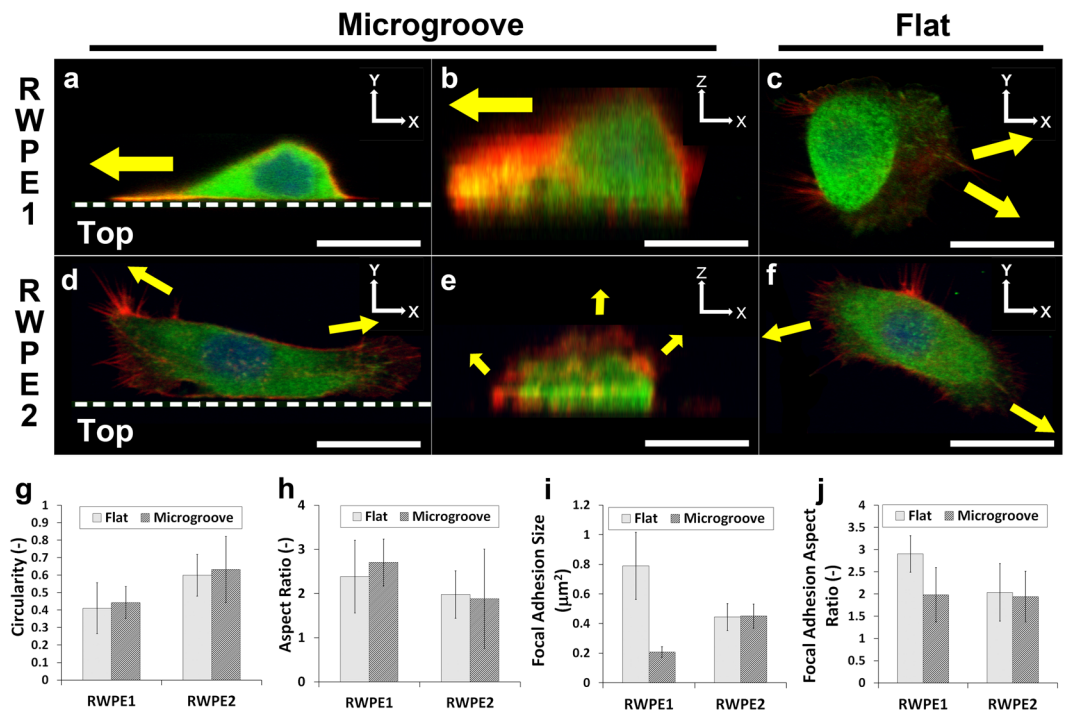 Microgroove Flat
RWPE1
a Y X
b Z X
c Y X
Top
RWPE2
d Y X
e Z X
f Y X
Top
g
Circularity (-)
1
0.9
0.8
0.7
0.6
0.5
0.4
0.3
0.2
0.1
0
Flat Microgroove
RWPE1 RWPE2
h
Aspect Ratio (-)
4
3
2
1
0
Flat Microgroove
RWPE1 RWPE2
i
Focal Adhesion Size
(μm²)
1.2
1
0.8
0.6
0.4
0.2
0
Flat Microgroove
RWPE1 RWPE2
j
Focal Adhesion Aspect
Ratio (-)
4
3.5
3
2.5
2
1.5
1
0.5
0
Flat Microgroove
RWPE1 RWPE2